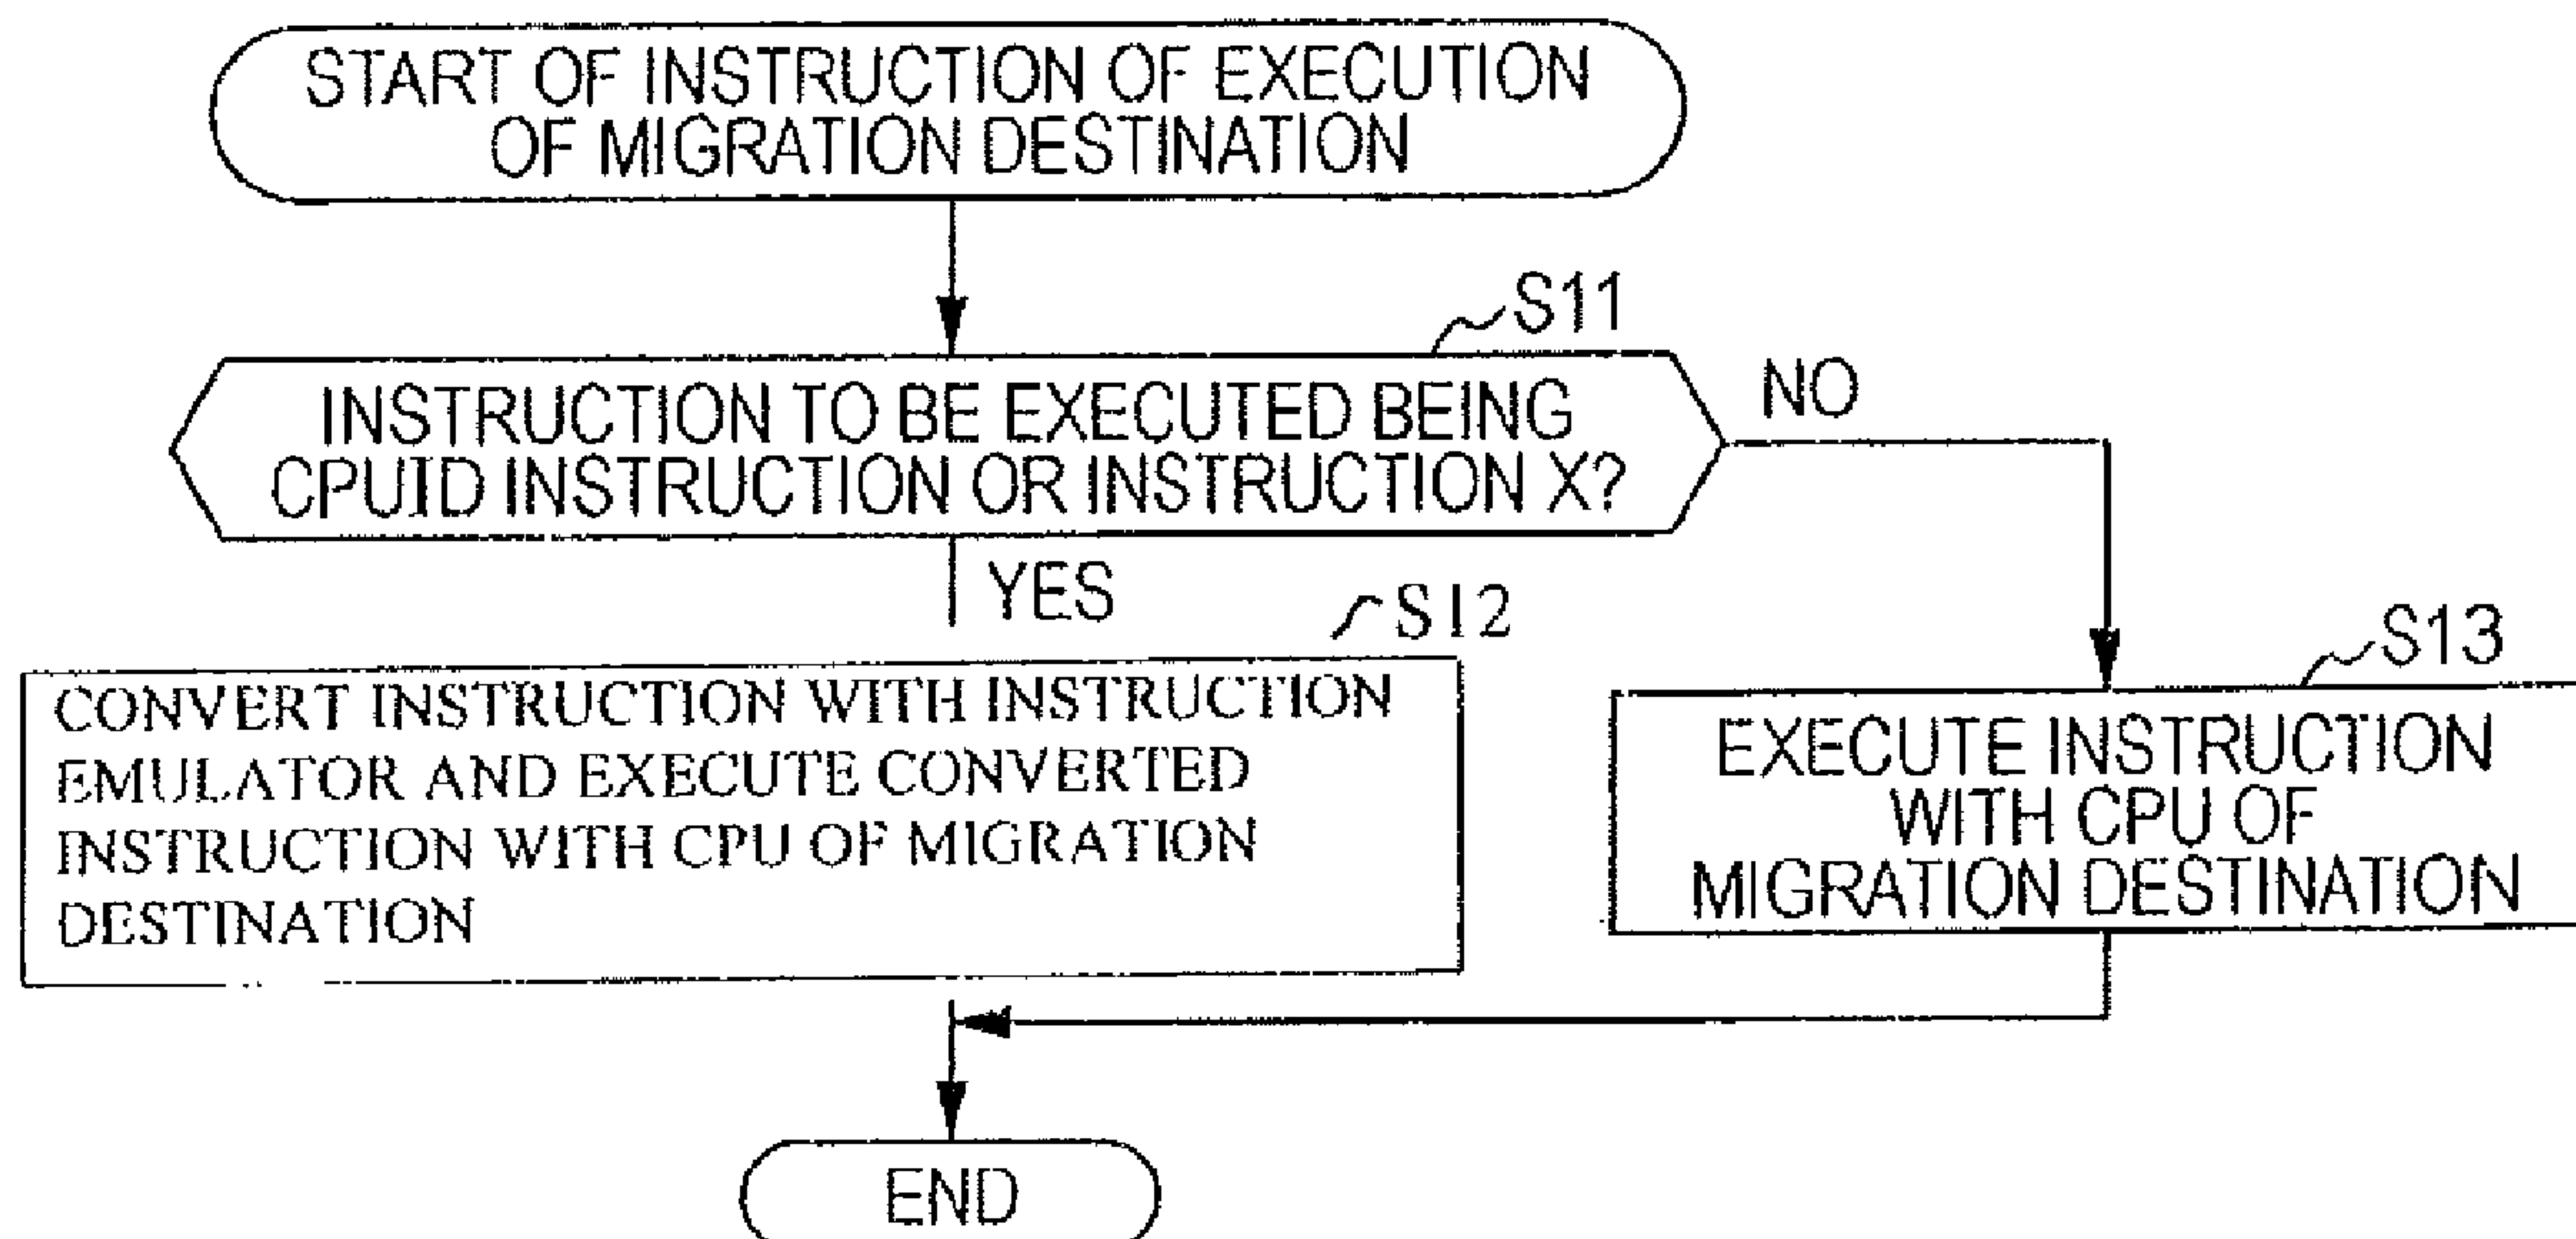 START OF INSTRUCTION OF EXECUTION
OF MIGRATION DESTINATION
S11
INSTRUCTION TO BE EXECUTED BEING
CPUID INSTRUCTION OR INSTRUCTION X?
NO
YES
S12
CONVERT INSTRUCTION WITH INSTRUCTION
EMULATOR AND EXECUTE CONVERTED
INSTRUCTION WITH CPU OF MIGRATION
DESTINATION
S13
EXECUTE INSTRUCTION
WITH CPU OF
MIGRATION DESTINATION
END